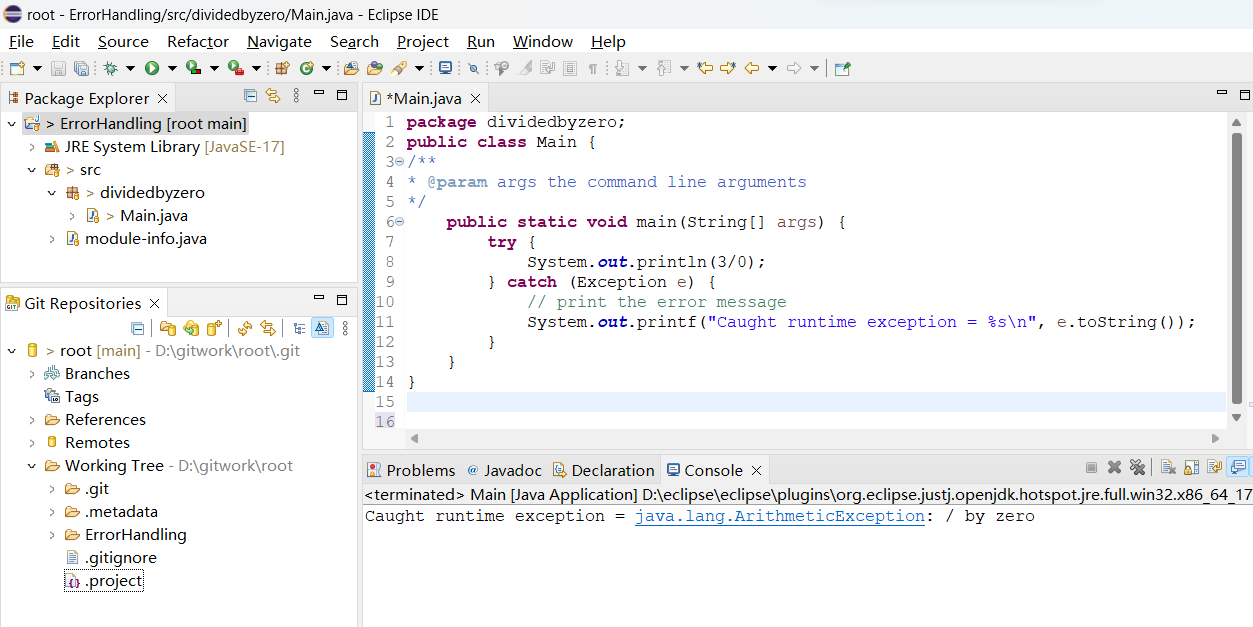 root - ErrorHandling/src/dividedbyzero/Main.java - Eclipse IDE
File Edit Source Refactor Navigate Search Project Run Window Help
Package Explorer
> ErrorHandling [root main]
JRE System Library [JavaSE-17]
> src
> dividedbyzero
> Main.java
module-info.java
Git Repositories
> root [main] - D:\gitwork\root\.git
Branches
Tags
References
Remotes
Working Tree - D:\gitwork\root
.git
.metadata
ErrorHandling
.gitignore
.project
*Main.java
1 package dividedbyzero;
2 public class Main {
3 /**
4 * @param args the command line arguments
5 */
6 public static void main(String[] args) {
7 try {
8 System.out.println(3/0);
9 } catch (Exception e) {
10 // print the error message
11 System.out.printf("Caught runtime exception = %s\n", e.toString());
12 }
13 }
14 }
15
16
Problems @ Javadoc Declaration Console
<terminated> Main [Java Application] D:\eclipse\eclipse\plugins\org.eclipse.justj.openjdk.hotspot.jre.full.win32.x86_64_17
Caught runtime exception = java.lang.ArithmeticException: / by zero